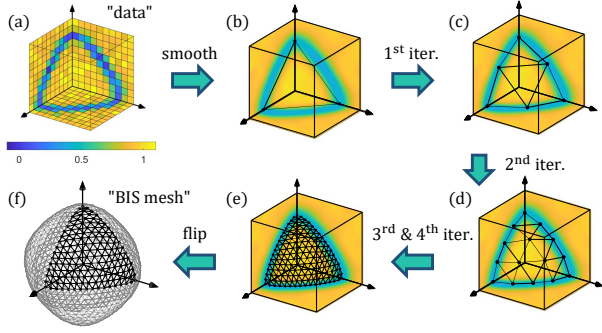 (a)
"data"
smooth
(b)
1st iter.
(c)
0
0.5
1
2nd iter.
(f)
"BIS mesh"
flip
(e)
3rd & 4th iter.
(d)